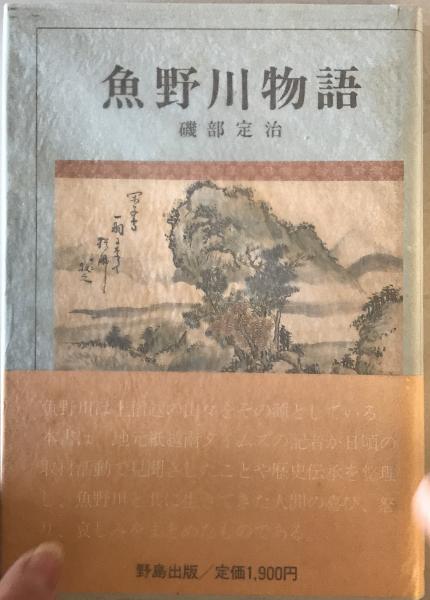 魚野川物語
磯部定治
魚野川は上信越の山々をその源としている
本書は、地元紙越南タイムズの記者が日頃の
取材活動で見聞きしたことや歴史伝承を整理
し、魚野川と共に生きてきた人間の喜び、怒
り、哀しみをまとめたものである。
野島出版/定価1,900円